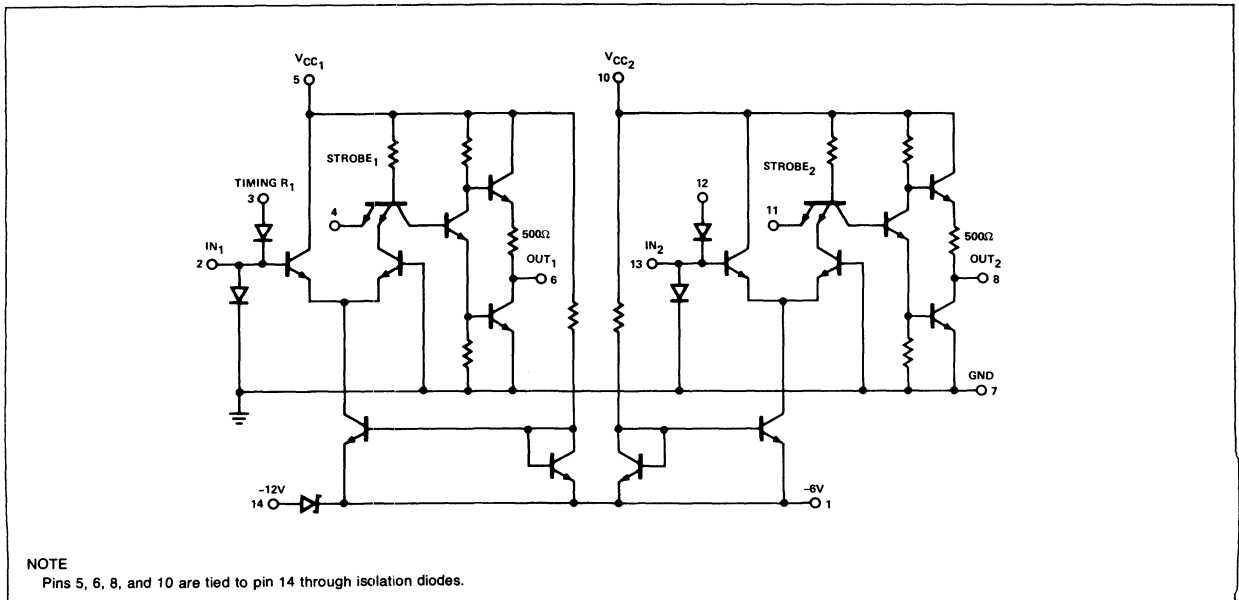 VCC1
5
VCC2
10
STROBE1
TIMING R1
3
4
IN1
2
500Ω
OUT1
6
STROBE2
12
11
IN2
13
500Ω
OUT2
8
GND
7
-12V
14
-6V
1
NOTE
Pins 5, 6, 8, and 10 are tied to pin 14 through isolation diodes.